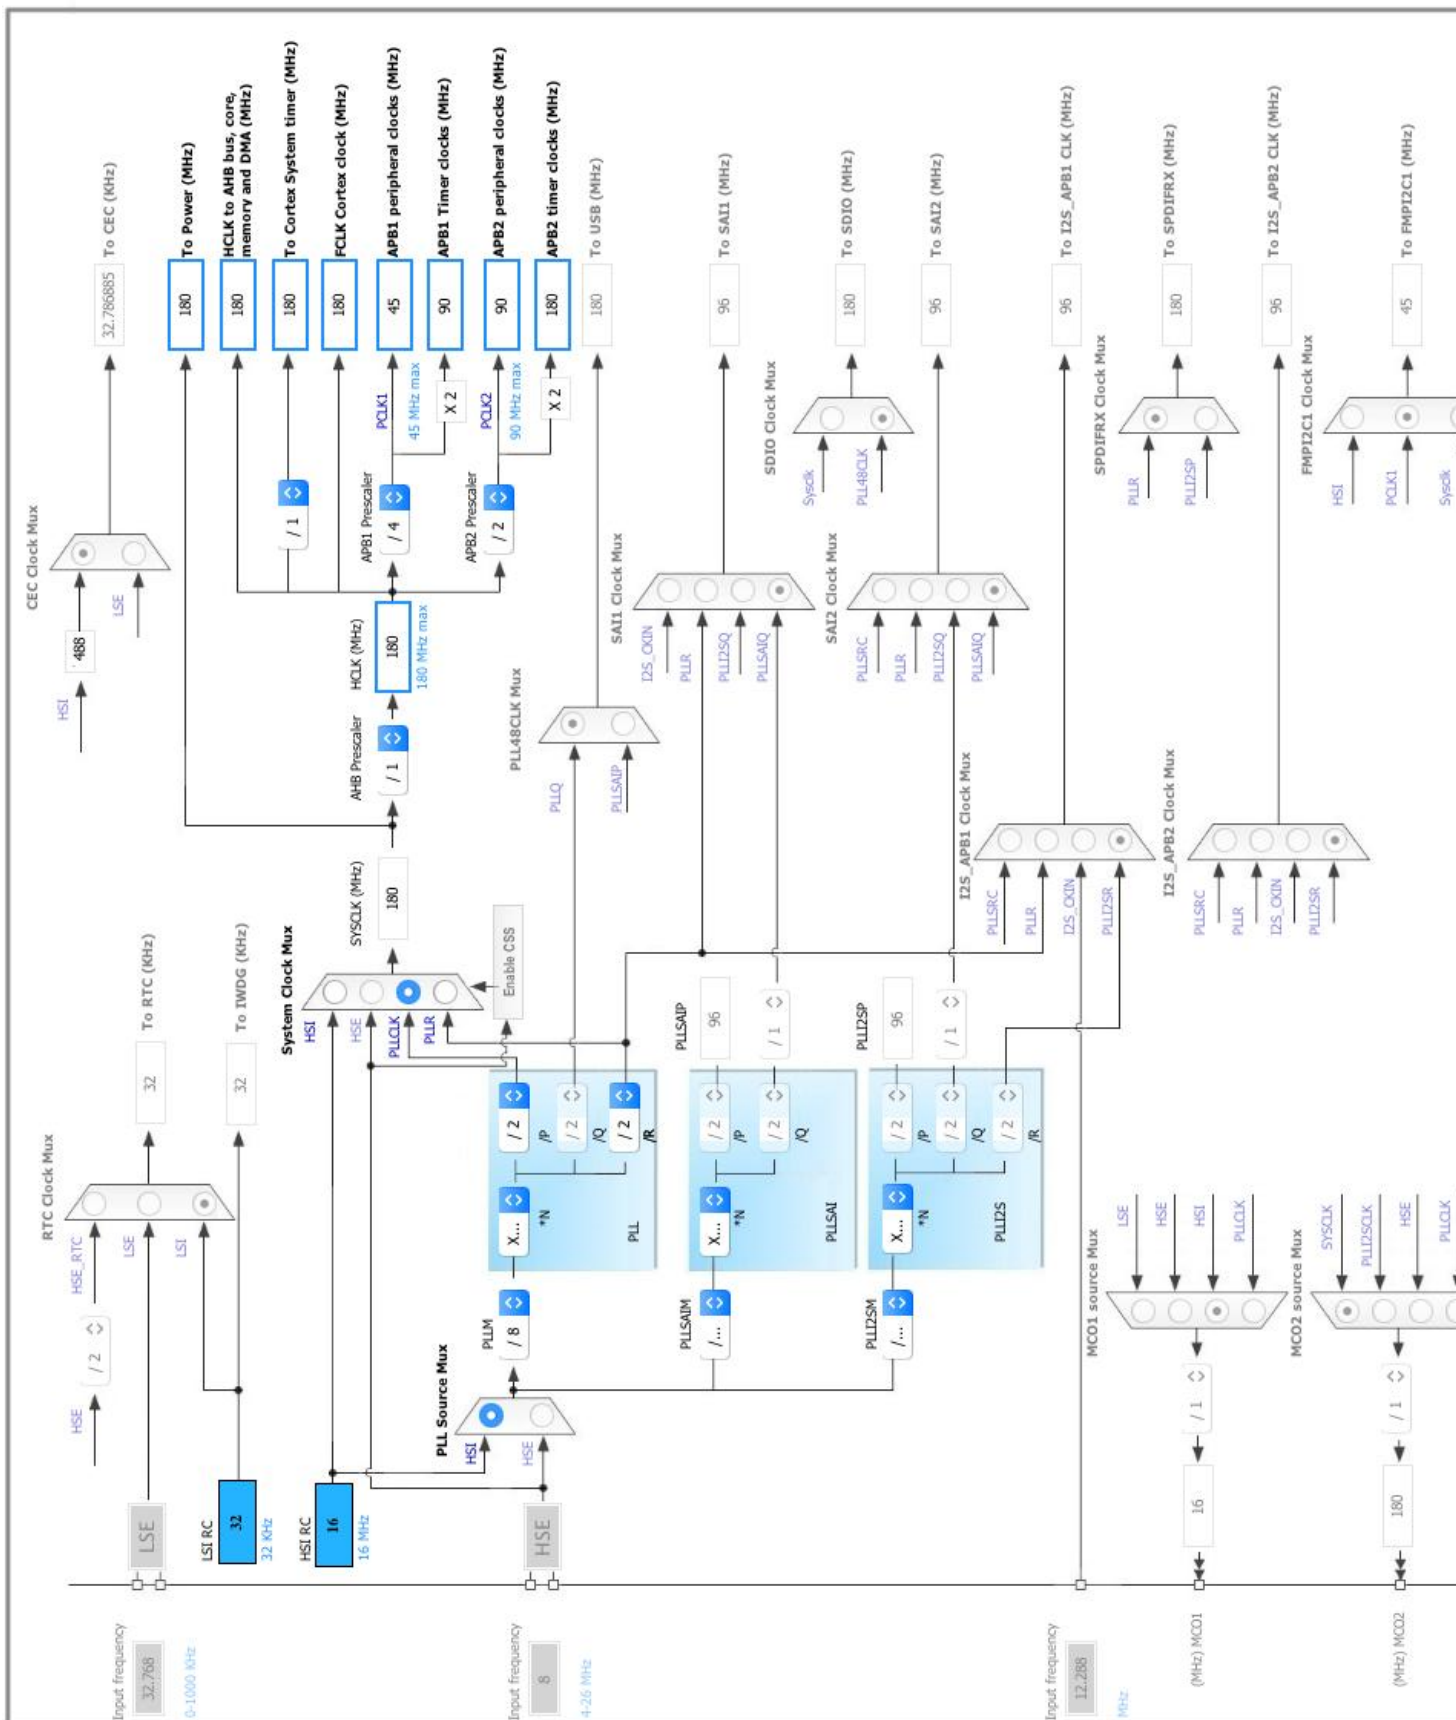 Input frequency
32.768
0-1000 KHz
LSE
LSI RC
32
32 KHz
HSI RC
16
16 MHz
Input frequency
8
4-26 MHz
HSE
Input frequency
12.288
MHz
(MHz) MCO1
(MHz) MCO2
HSE
/ 2
HSE_RTC
LSE
LSI
RTC Clock Mux
32
To RTC (KHz)
32
To IWDG (KHz)
HSI
488
LSE
CEC Clock Mux
32.786885
To CEC (KHz)
System Clock Mux
HSI
HSE
PLLCLK
PLLR
Enable CSS
SYSCLK (MHz)
180
AHB Prescaler
/ 1
HCLK (MHz)
180
180 MHz max
/ 1
APB1 Prescaler
/ 4
APB2 Prescaler
/ 2
PCLK1
45 MHz max
X 2
PCLK2
90 MHz max
X 2
180
To Power (MHz)
180
HCLK to AHB bus, core,
memory and DMA (MHz)
180
To Cortex System timer (MHz)
180
FCLK Cortex clock (MHz)
45
APB1 peripheral clocks (MHz)
90
APB1 Timer clocks (MHz)
90
APB2 peripheral clocks (MHz)
180
APB2 timer clocks (MHz)
180
To USB (MHz)
PLL Source Mux
HSI
HSE
PLLM
/ 8
X...
*N
PLL
/ 2
/P
/ 2
/Q
/ 2
/R
PLLQ
PLLSAIP
PLL48CLK Mux
PLLSAIM
/...
X...
*N
PLLSAI
/ 2
/P
/ 2
/Q
PLLSAIP
96
/ 1
PLLI2SM
/...
X...
*N
PLLI2S
/ 2
/P
/ 2
/Q
/ 2
/R
PLLI2SP
96
/ 1
SAI1 Clock Mux
I2S_CKIN
PLLR
PLLI2SQ
PLLSAIQ
96
To SAI1 (MHz)
SDIO Clock Mux
Sysclk
PLL48CLK
180
To SDIO (MHz)
SAI2 Clock Mux
PLLSRC
PLLR
PLLI2SQ
PLLSAIQ
96
To SAI2 (MHz)
I2S_APB1 Clock Mux
PLLSRC
PLLR
I2S_CKIN
PLLI2SR
96
To I2S_APB1 CLK (MHz)
SPDIFRX Clock Mux
PLLR
PLLI2SP
180
To SPDIFRX (MHz)
I2S_APB2 Clock Mux
PLLSRC
PLLR
I2S_CKIN
PLLI2SR
96
To I2S_APB2 CLK (MHz)
FMPI2C1 Clock Mux
HSI
PCLK1
Sysclk
45
To FMPI2C1 (MHz)
MCO1 source Mux
LSE
HSE
HSI
PLLCLK
/ 1
16
MCO2 source Mux
SYSCLK
PLLI2SCLK
HSE
PLLCLK
/ 1
180